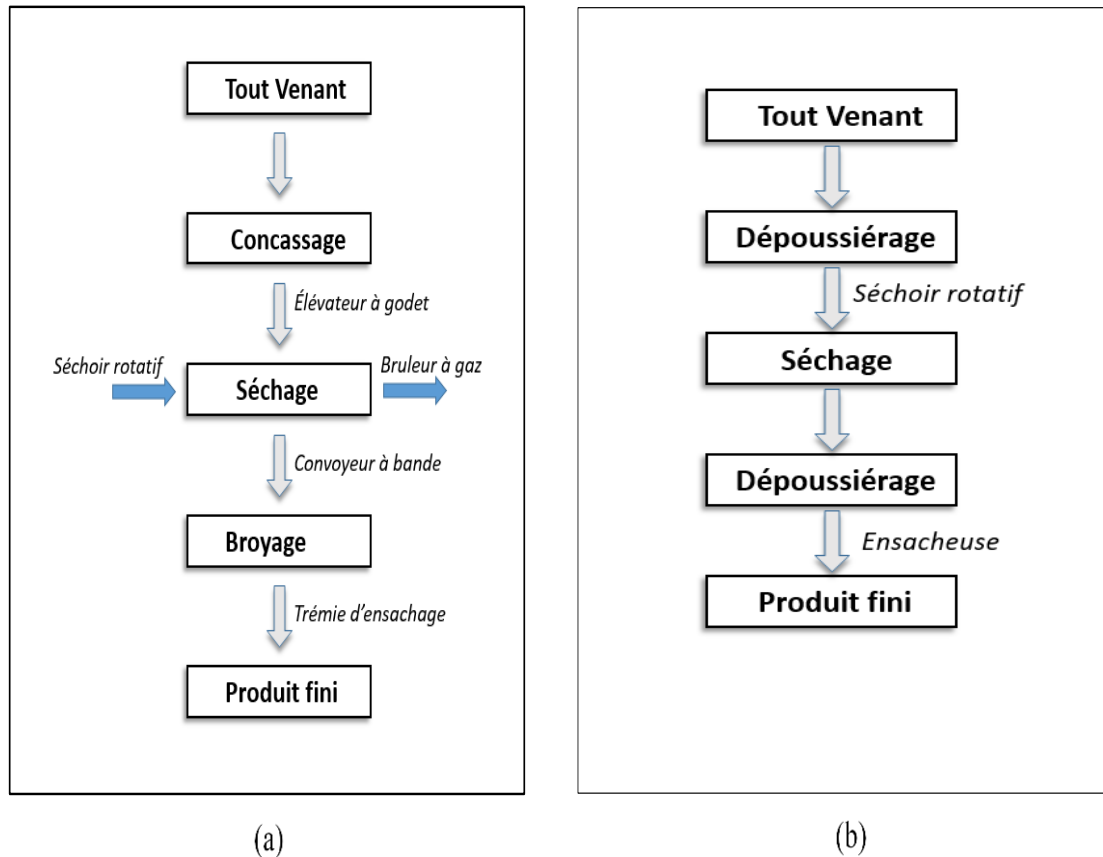 Tout Venant
Concassage
Élévateur à godet
Séchoir rotatif
Séchage
Bruleur à gaz
Convoyeur à bande
Broyage
Trémie d'ensachage
Produit fini
(a)
Tout Venant
Dépoussiérage
Séchoir rotatif
Séchage
Dépoussiérage
Ensacheuse
Produit fini
(b)